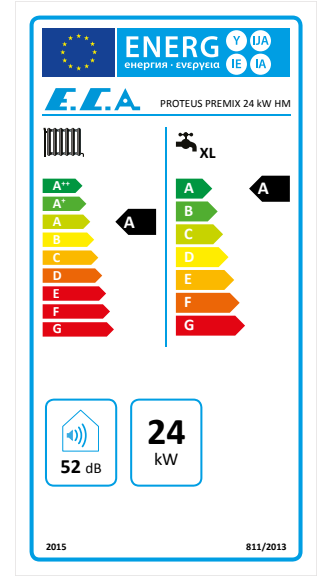 ENERG Y IJA
енергия · ενεργεια IE IA
E.C.A PROTEUS PREMIX 24 kW HM
XL
A++
A+
A
B
C
D
E
F
G
A
A
B
C
D
E
F
G
A
52 dB
24
kW
2015 811/2013